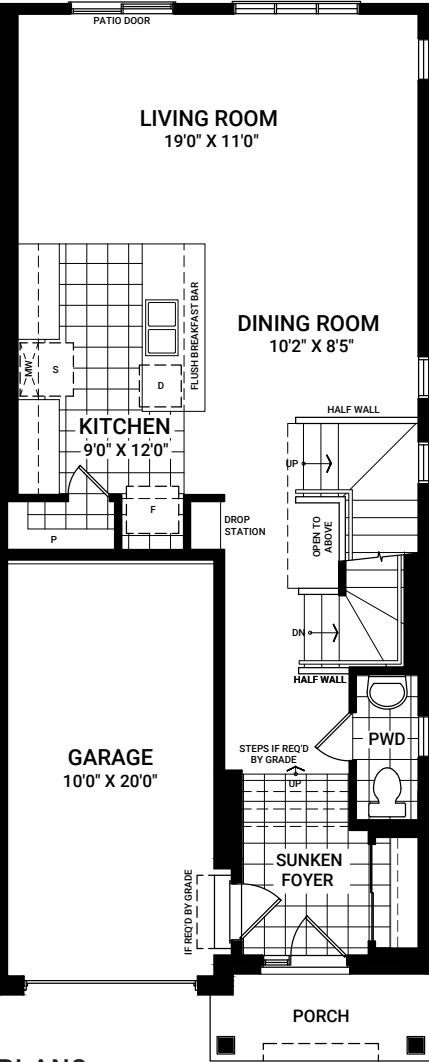 PATIO DOOR
LIVING ROOM
19'0" X 11'0"
FLUSH BREAKFAST BAR
DINING ROOM
10'2" X 8'5"
MW
S
D
HALF WALL
KITCHEN
9'0" X 12'0"
UP
F
P
DROP
STATION
OPEN TO
ABOVE
DN
HALF WALL
PWD
STEPS IF REQ'D
BY GRADE
UP
GARAGE
10'0" X 20'0"
SUNKEN
FOYER
IF REQ'D BY GRADE
PORCH